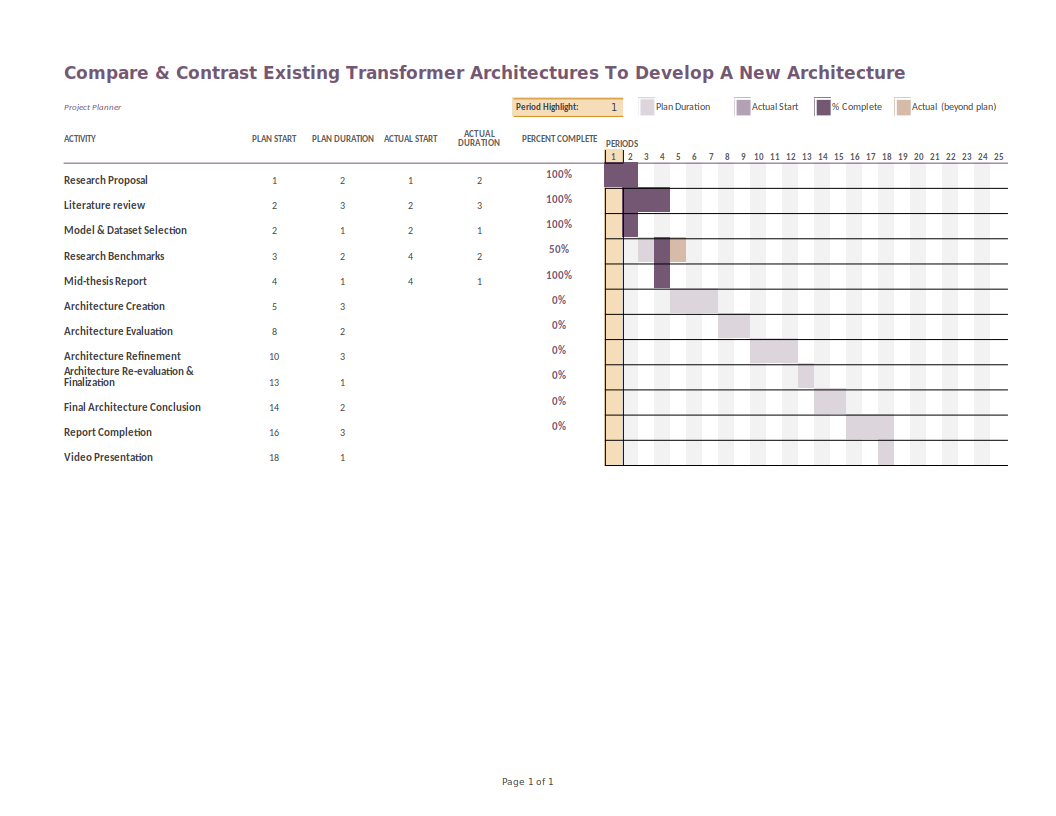 Compare & Contrast Existing Transformer Architectures To Develop A New Architecture
Project Planner
Period Highlight: 1
Plan Duration
Actual Start
% Complete
Actual (beyond plan)
ACTIVITY PLAN START PLAN DURATION ACTUAL START ACTUAL DURATION PERCENT COMPLETE PERIODS
1 2 3 4 5 6 7 8 9 10 11 12 13 14 15 16 17 18 19 20 21 22 23 24 25
Research Proposal 1 2 1 2 100%
Literature review 2 3 2 3 100%
Model & Dataset Selection 2 1 2 1 100%
Research Benchmarks 3 2 4 2 50%
Mid-thesis Report 4 1 4 1 100%
Architecture Creation 5 3 0%
Architecture Evaluation 8 2 0%
Architecture Refinement 10 3 0%
Architecture Re-evaluation &
Finalization 13 1 0%
Final Architecture Conclusion 14 2 0%
Report Completion 16 3 0%
Video Presentation 18 1
Page 1 of 1